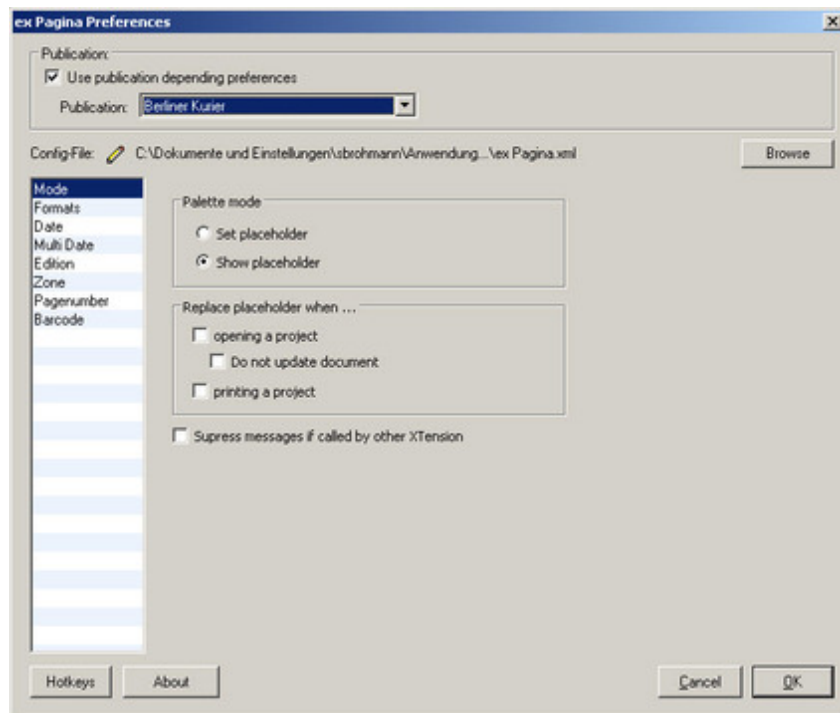 ex Pagina Preferences
Publication:
Use publication depending preferences
Publication: Berliner Kurier
Config-File: C:\Dokumente und Einstellungen\sbrohmann\Anwendung...\ex Pagina.xml Browse
Mode
Formats
Date
Multi Date
Edition
Zone
Pagenumber
Barcode
Palette mode
Set placeholder
Show placeholder
Replace placeholder when ...
opening a project
Do not update document
printing a project
Supress messages if called by other XTension
Hotkeys About Cancel OK